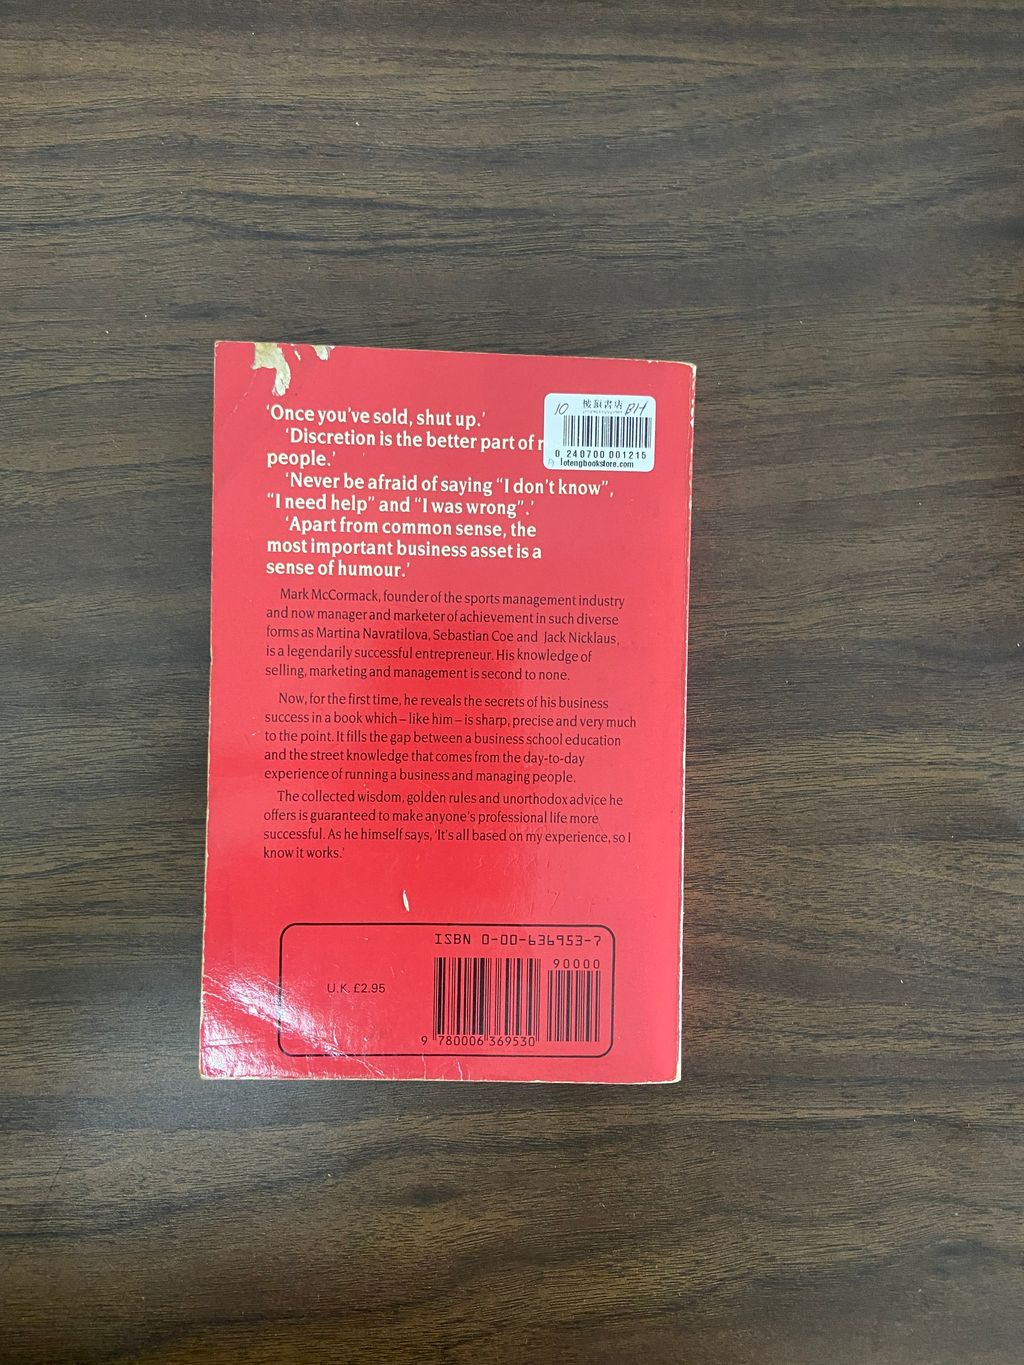 'Once you've sold, shut up.'
'Discretion is the better part of
people.'
'Never be afraid of saying "I don't know",
"I need help" and "I was wrong".'
'Apart from common sense, the
most important business asset is a
sense of humour.'
10 樓頂書店 BH
0 240700 001215
lotengbookstore.com
Mark McCormack, founder of the sports management industry
and now manager and marketer of achievement in such diverse
forms as Martina Navratilova, Sebastian Coe and Jack Nicklaus,
is a legendarily successful entrepreneur. His knowledge of
selling, marketing and management is second to none.
Now, for the first time, he reveals the secrets of his business
success in a book which – like him – is sharp, precise and very much
to the point. It fills the gap between a business school education
and the street knowledge that comes from the day-to-day
experience of running a business and managing people.
The collected wisdom, golden rules and unorthodox advice he
offers is guaranteed to make anyone's professional life more
successful. As he himself says, 'It's all based on my experience, so I
know it works.'
ISBN 0-00-636953-7
90000
U.K. £2.95
9 780006 369530